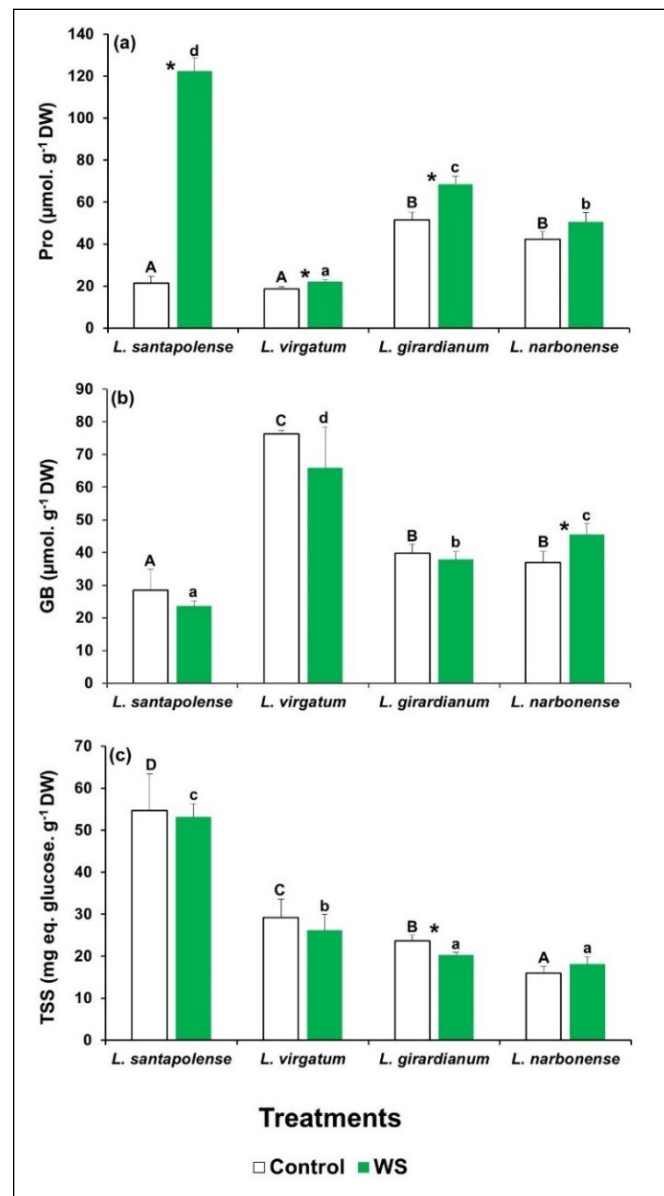 (a)
Pro (µmol. g⁻¹ DW)
140
120
100
80
60
40
20
0
A
* d
A
* a
B
* c
B
b
L. santapolense L. virgatum L. girardianum L. narbonense
(b)
GB (µmol. g⁻¹ DW)
90
80
70
60
50
40
30
20
10
0
A
a
C
d
B
b
B
* c
L. santapolense L. virgatum L. girardianum L. narbonense
(c)
TSS (mg eq. glucose. g⁻¹ DW)
70
60
50
40
30
20
10
0
D
c
C
b
B
* a
A
a
L. santapolense L. virgatum L. girardianum L. narbonense
Treatments
Control WS